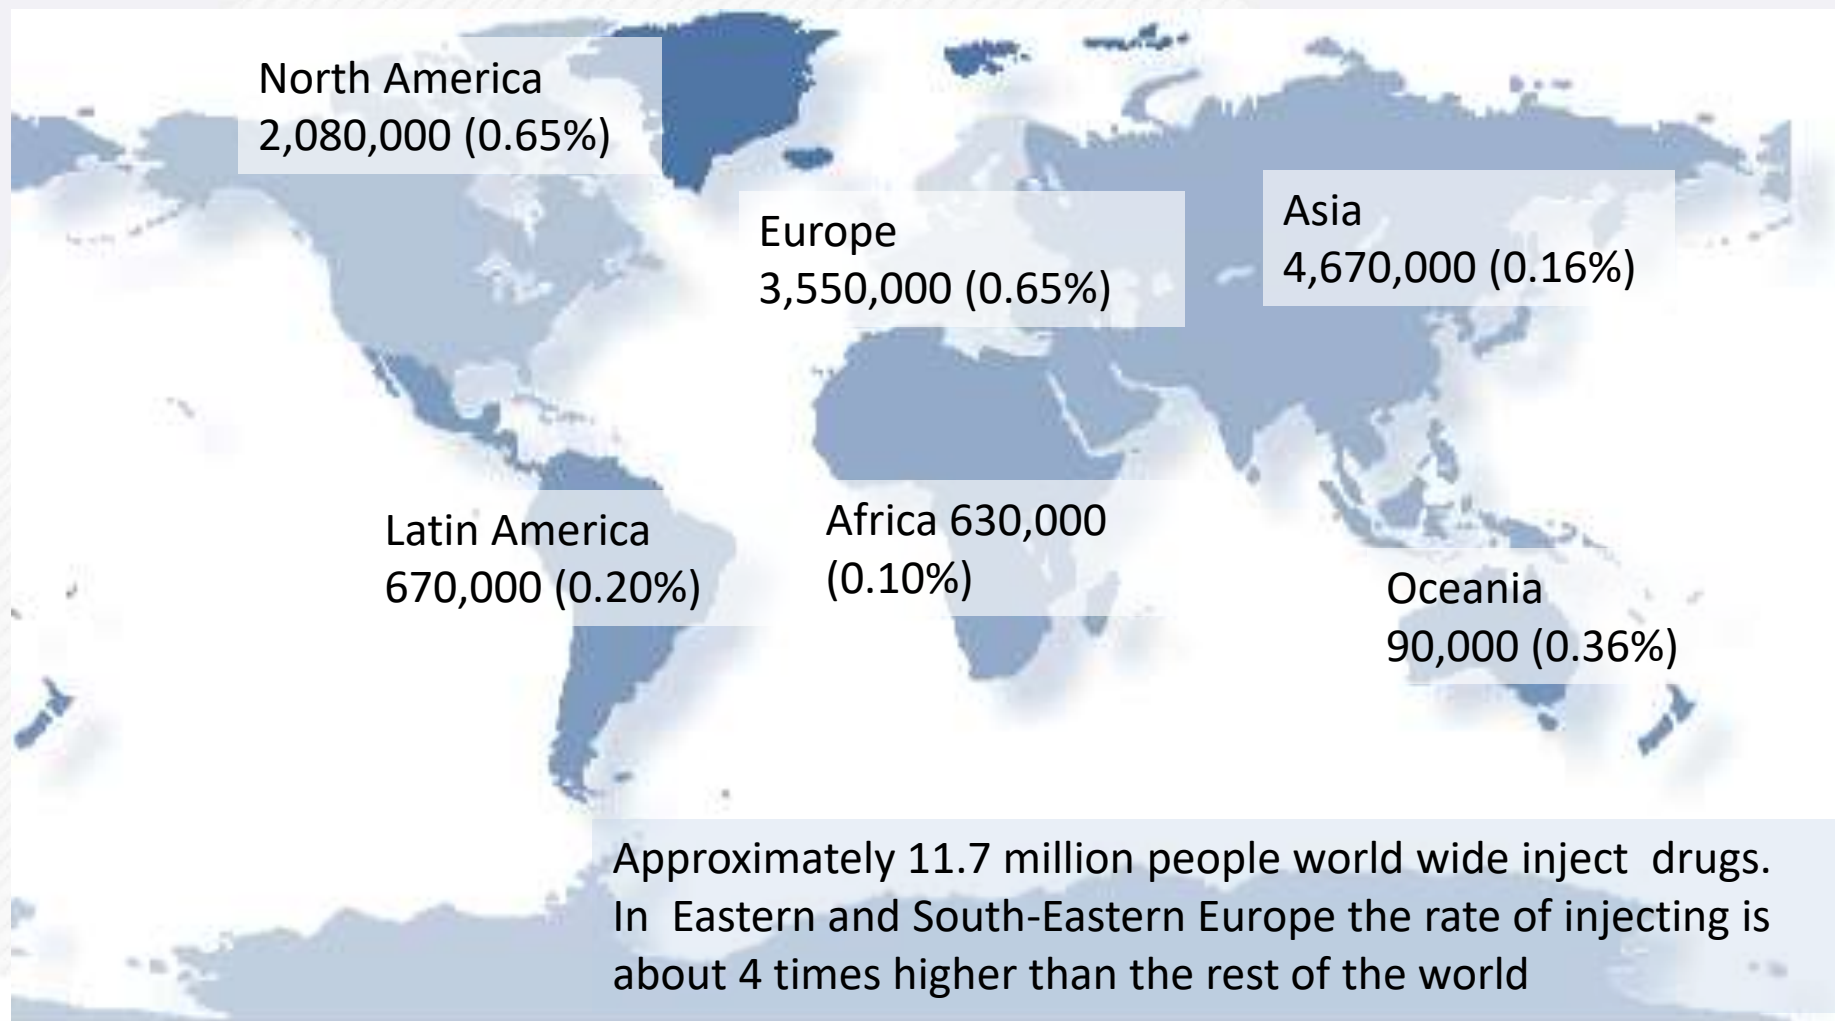 North America
2,080,000 (0.65%)
Europe
3,550,000 (0.65%)
Asia
4,670,000 (0.16%)
Latin America
670,000 (0.20%)
Africa 630,000
(0.10%)
Oceania
90,000 (0.36%)
Approximately 11.7 million people world wide inject  drugs.
In  Eastern and South-Eastern Europe the rate of injecting is
about 4 times higher than the rest of the world